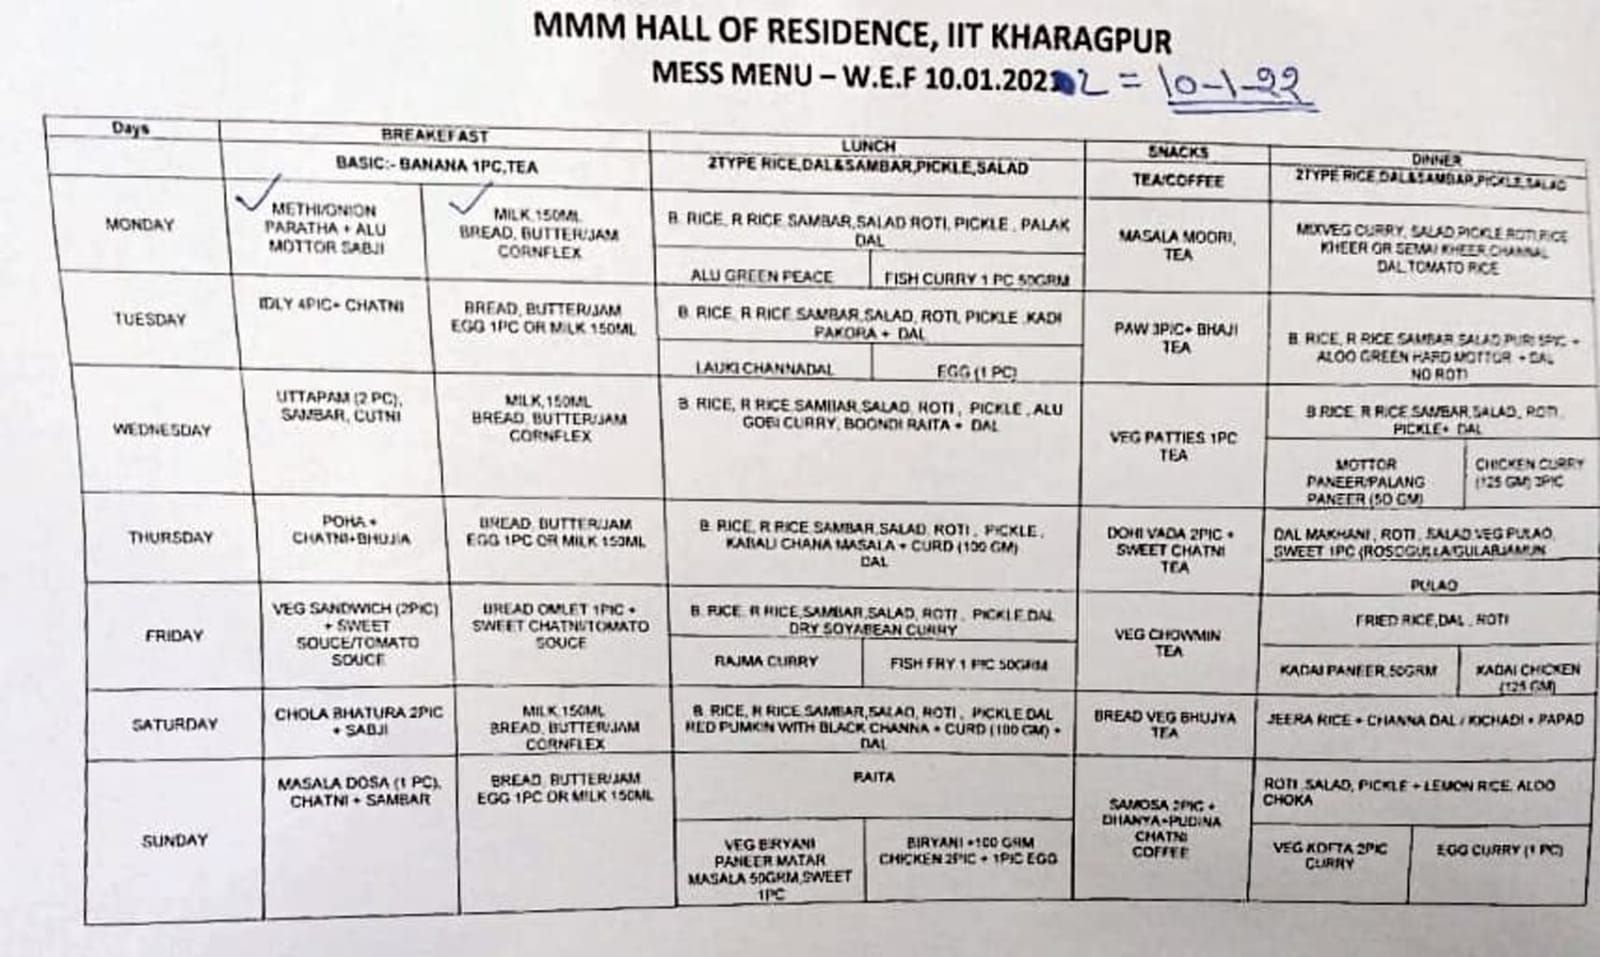 MMM HALL OF RESIDENCE, IIT KHARAGPUR
MESS MENU – W.E.F 10.01.2022 = 10-1-22
Days
BREAKEFAST
LUNCH
SNACKS
DINNER
BASIC:- BANANA 1PC,TEA
2TYPE RICE,DAL&SAMBAR,PICKLE,SALAD
TEA/COFFEE
2TYPE RICE,DAL&SAMBAR,PICKLE,SALAD
MONDAY
METHI/ONION
PARATHA + ALU
MOTTOR SABJI
MILK,150ML
BREAD, BUTTER/JAM
CORNFLEX
B. RICE, R RICE SAMBAR,SALAD ROTI, PICKLE , PALAK
DAL
ALU GREEN PEACE
FISH CURRY 1 PC 50GRM
MASALA MOORI,
TEA
MIXVEG CURRY, SALAD,PICKLE,ROTI,RICE
KHEER OR SEMAI KHEER,CHANNAL
DAL,TOMATO RICE
TUESDAY
IDLY 4PIC+ CHATNI
BREAD, BUTTER/JAM
EGG 1PC OR MILK 150ML
B. RICE, R RICE SAMBAR,SALAD, ROTI, PICKLE ,KADI
PAKORA + DAL
LAUKI CHANNADAL
EGG (1 PC)
PAW 3PIC+ BHAJI
TEA
B. RICE, R RICE SAMBAR,SALAD PURI 5PIC +
ALOO GREEN HARD MOTTOR + DAL
NO ROTI
WEDNESDAY
UTTAPAM (2 PC),
SAMBAR, CUTNI
MILK,150ML
BREAD, BUTTER/JAM
CORNFLEX
B. RICE, R RICE SAMBAR,SALAD, ROTI , PICKLE , ALU
GOBI CURRY, BOONDI RAITA + DAL
VEG PATTIES 1PC
TEA
B RICE, R RICE,SAMBAR,SALAD, ROTI,
PICKLE+ DAL
MOTTOR
PANEER/PALANG
PANEER (50 GM)
CHICKEN CURRY
(125 GM) 3PIC
THURSDAY
POHA +
CHATNI+BHUJIA
BREAD, BUTTER/JAM
EGG 1PC OR MILK 150ML
B. RICE, R RICE SAMBAR,SALAD, ROTI , PICKLE ,
KABALI CHANA MASALA + CURD (100 GM)
DAL
DOHI VADA 2PIC +
SWEET CHATNI
TEA
DAL MAKHANI , ROTI , SALAD VEG PULAO,
SWEET 1PC (ROSOGULLA/GULABJAMUN
PULAO
FRIDAY
VEG SANDWICH (2PIC)
+ SWEET
SOUCE/TOMATO
SOUCE
BREAD OMLET 1PIC +
SWEET CHATNI/TOMATO
SOUCE
B. RICE, R RICE,SAMBAR,SALAD, ROTI , PICKLE,DAL
DRY SOYABEAN CURRY
RAJMA CURRY
FISH FRY 1 PIC 50GRM
VEG CHOWMIN
TEA
FRIED RICE,DAL , ROTI
KADAI PANEER,50GRM
KADAI CHICKEN
(125 GM)
SATURDAY
CHOLA BHATURA 2PIC
+ SABJI
MILK,150ML
BREAD, BUTTER/JAM
CORNFLEX
B. RICE, R RICE SAMBAR,SALAD, ROTI , PICKLE,DAL
RED PUMKIN WITH BLACK CHANNA + CURD (100 GM) +
DAL
BREAD VEG BHUJYA
TEA
JEERA RICE + CHANNA DAL / KICHADI + PAPAD
SUNDAY
MASALA DOSA (1 PC),
CHATNI + SAMBAR
BREAD, BUTTER/JAM
EGG 1PC OR MILK 150ML
RAITA
VEG BIRYANI
PANEER MATAR
MASALA 50GRM,SWEET
1PC
BIRYANI +100 GRM
CHICKEN 2PIC + 1PIC EGG
SAMOSA 2PIC +
DHANYA+PUDINA
CHATNI
COFFEE
ROTI ,SALAD, PICKLE + LEMON RICE, ALOO
CHOKA
VEG KOFTA 2PIC
CURRY
EGG CURRY (1 PC)